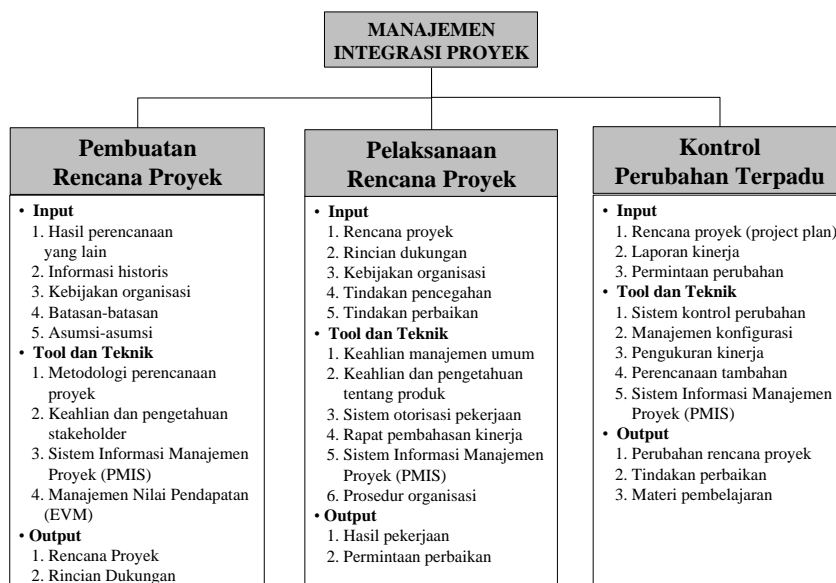 MANAJEMEN
INTEGRASI PROYEK
Pembuatan
Rencana Proyek
• Input
1. Hasil perencanaan
yang lain
2. Informasi historis
3. Kebijakan organisasi
4. Batasan-batasan
5. Asumsi-asumsi
• Tool dan Teknik
1. Metodologi perencanaan
proyek
2. Keahlian dan pengetahuan
stakeholder
3. Sistem Informasi Manajemen
Proyek (PMIS)
4. Manajemen Nilai Pendapatan
(EVM)
• Output
1. Rencana Proyek
2. Rincian Dukungan
Pelaksanaan
Rencana Proyek
• Input
1. Rencana proyek
2. Rincian dukungan
3. Kebijakan organisasi
4. Tindakan pencegahan
5. Tindakan perbaikan
• Tool dan Teknik
1. Keahlian manajemen umum
2. Keahlian dan pengetahuan
tentang produk
3. Sistem otorisasi pekerjaan
4. Rapat pembahasan kinerja
5. Sistem Informasi Manajemen
Proyek (PMIS)
6. Prosedur organisasi
• Output
1. Hasil pekerjaan
2. Permintaan perbaikan
Kontrol
Perubahan Terpadu
• Input
1. Rencana proyek (project plan)
2. Laporan kinerja
3. Permintaan perubahan
• Tool dan Teknik
1. Sistem kontrol perubahan
2. Manajemen konfigurasi
3. Pengukuran kinerja
4. Perencanaan tambahan
5. Sistem Informasi Manajemen
Proyek (PMIS)
• Output
1. Perubahan rencana proyek
2. Tindakan perbaikan
3. Materi pembelajaran